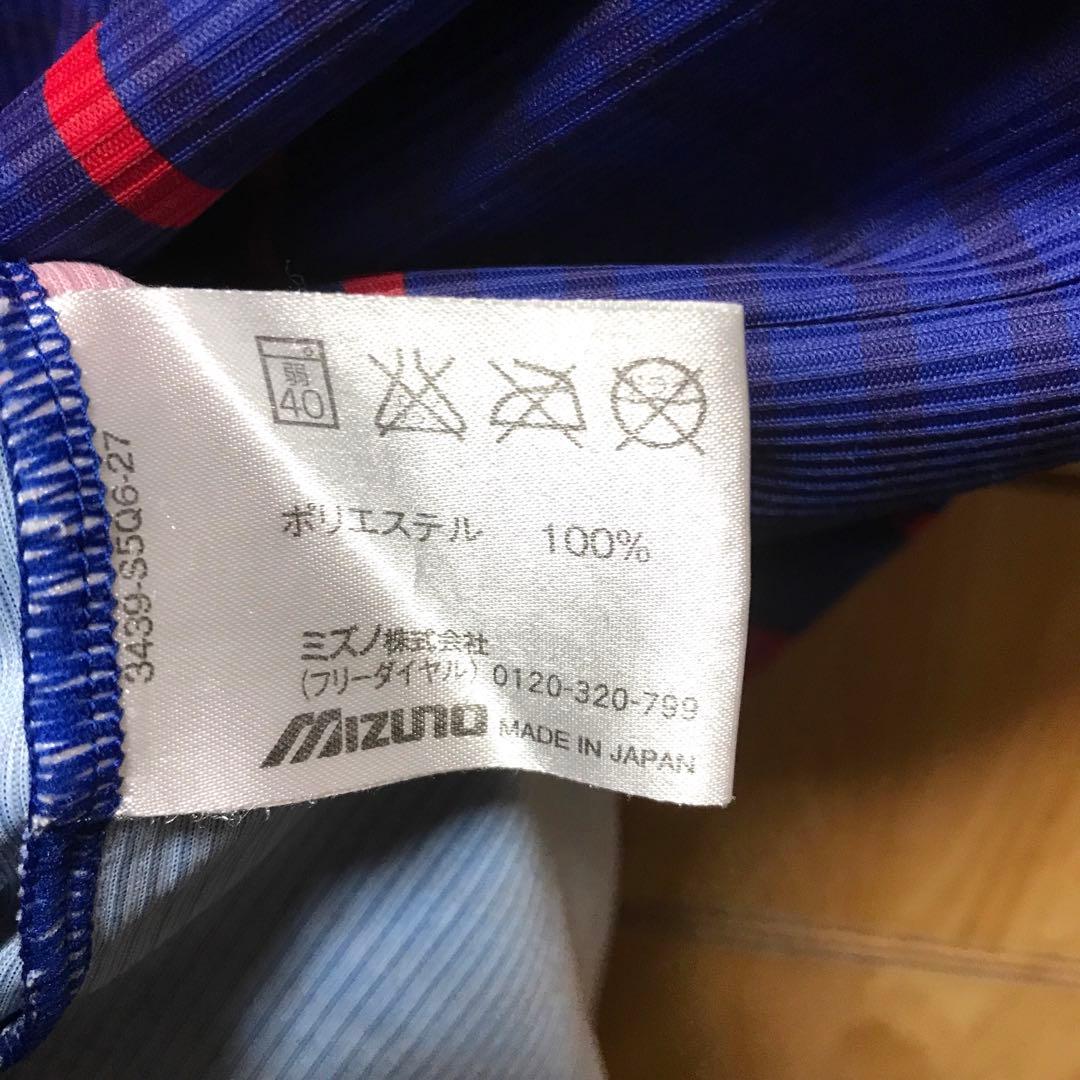 弱
40
ポリエステル 100%
ミズノ株式会社
(フリーダイヤル) 0120-320-799
MIZUNO MADE IN JAPAN
3439-S5Q6-27